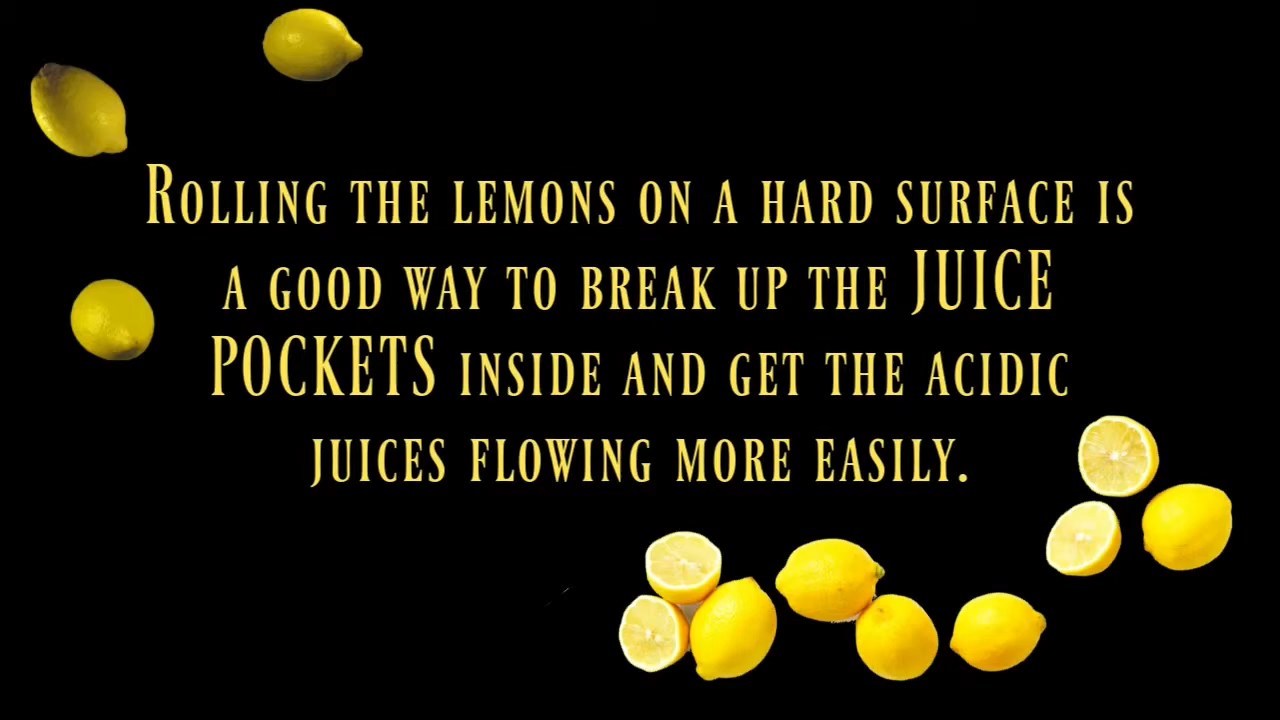 Rolling the lemons on a hard surface is
a good way to break up the JUICE
POCKETS inside and get the acidic
juices flowing more easily.